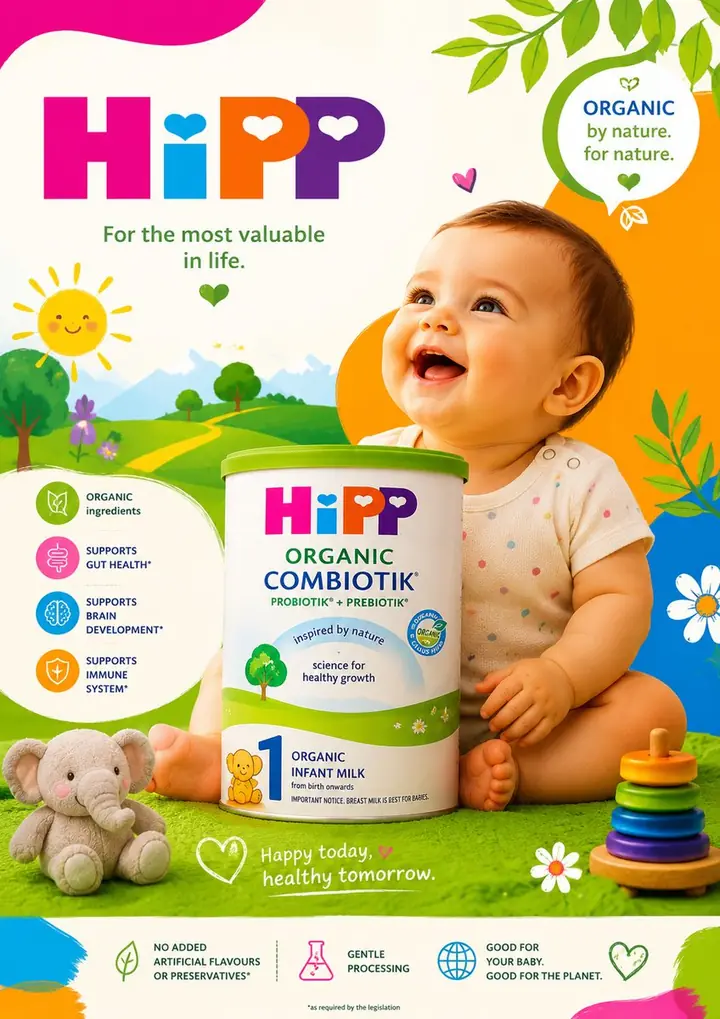 HiPP
ORGANIC
by nature.
for nature.
For the most valuable
in life.
ORGANIC
ingredients
SUPPORTS
GUT HEALTH*
SUPPORTS
BRAIN
DEVELOPMENT*
SUPPORTS
IMMUNE
SYSTEM*
HiPP
ORGANIC
COMBIOTIK®
PROBIOTIK® + PREBIOTIK®
inspired by nature
ORGANIC
science for
healthy growth
1
ORGANIC
INFANT MILK
from birth onwards
IMPORTANT NOTICE. BREAST MILK IS BEST FOR BABIES.
Happy today,
healthy tomorrow.
NO ADDED
ARTIFICIAL FLAVOURS
OR PRESERVATIVES*
GENTLE
PROCESSING
GOOD FOR
YOUR BABY.
GOOD FOR THE PLANET.
*as required by the legislation